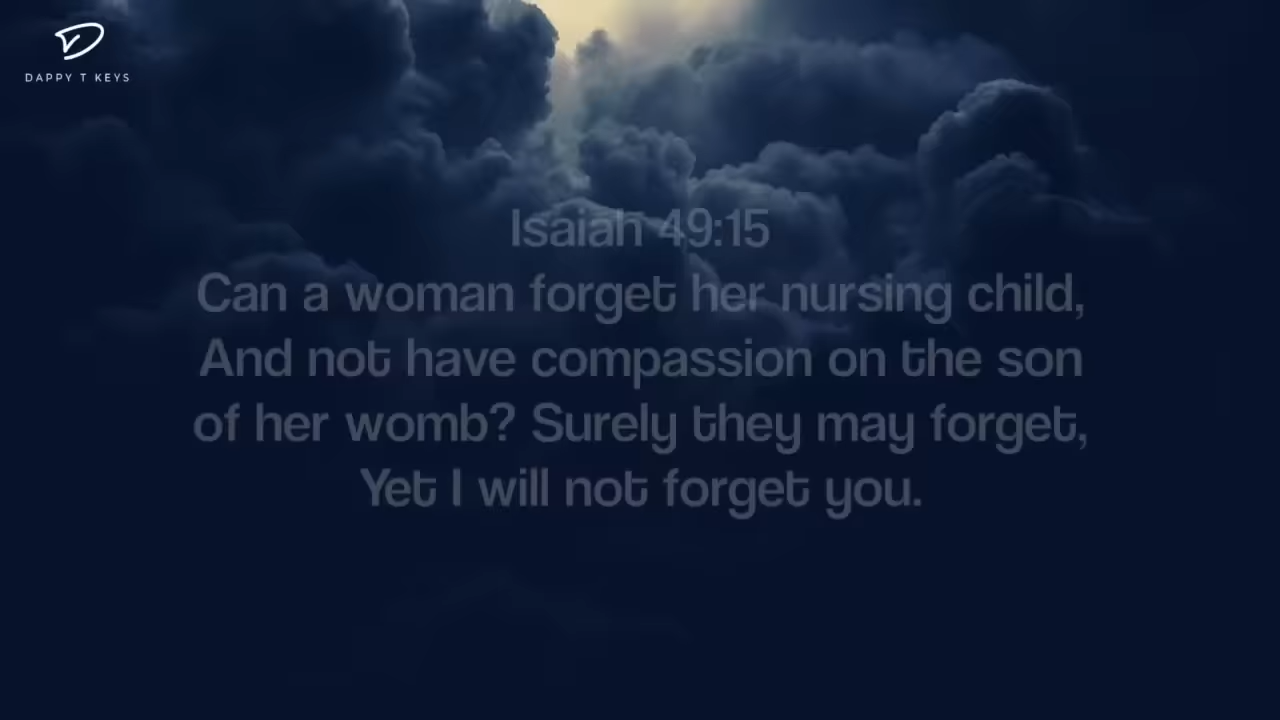 DAPPY T KEYS
Isaiah 49:15
Can a woman forget her nursing child,
And not have compassion on the son
of her womb? Surely they may forget,
Yet I will not forget you.